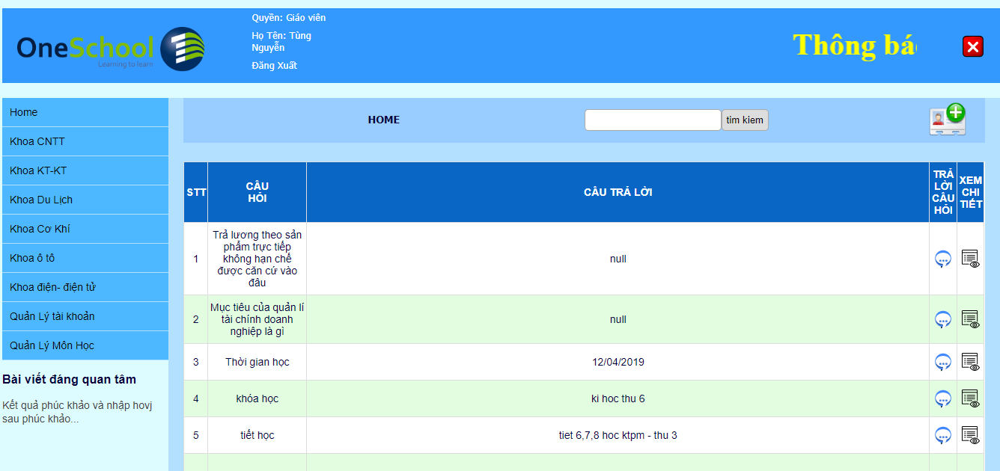 OneSchool
Learning to learn
Quyền: Giáo viên
Họ Tên: Tùng
Nguyễn
Đăng Xuất
Thông
Home
Khoa CNTT
Khoa KT-KT
Khoa Du Lịch
Khoa Cơ Khí
Khoa ô tô
Khoa điện- điện tử
Quản Lý tài khoản
Quản Lý Môn Học
Bài viết đáng quan tâm
Kết quả phúc khảo và nhập hovj
sau phúc khảo...
HOME
tim kiem
STT
CÂU
HỎI
CÂU TRẢ LỜI
TRẢ
LỜI
CÂU
HỎI
XEM
CHI
TIẾT
1
Trả lương theo sản
phẩm trực tiếp
không hạn chế
được căn cứ vào
đâu
null
2
Mục tiêu của quản lí
tài chính doanh
nghiệp là gì
null
3
Thời gian học
12/04/2019
4
khóa học
ki hoc thu 6
5
tiết học
tiet 6,7,8 hoc ktpm - thu 3